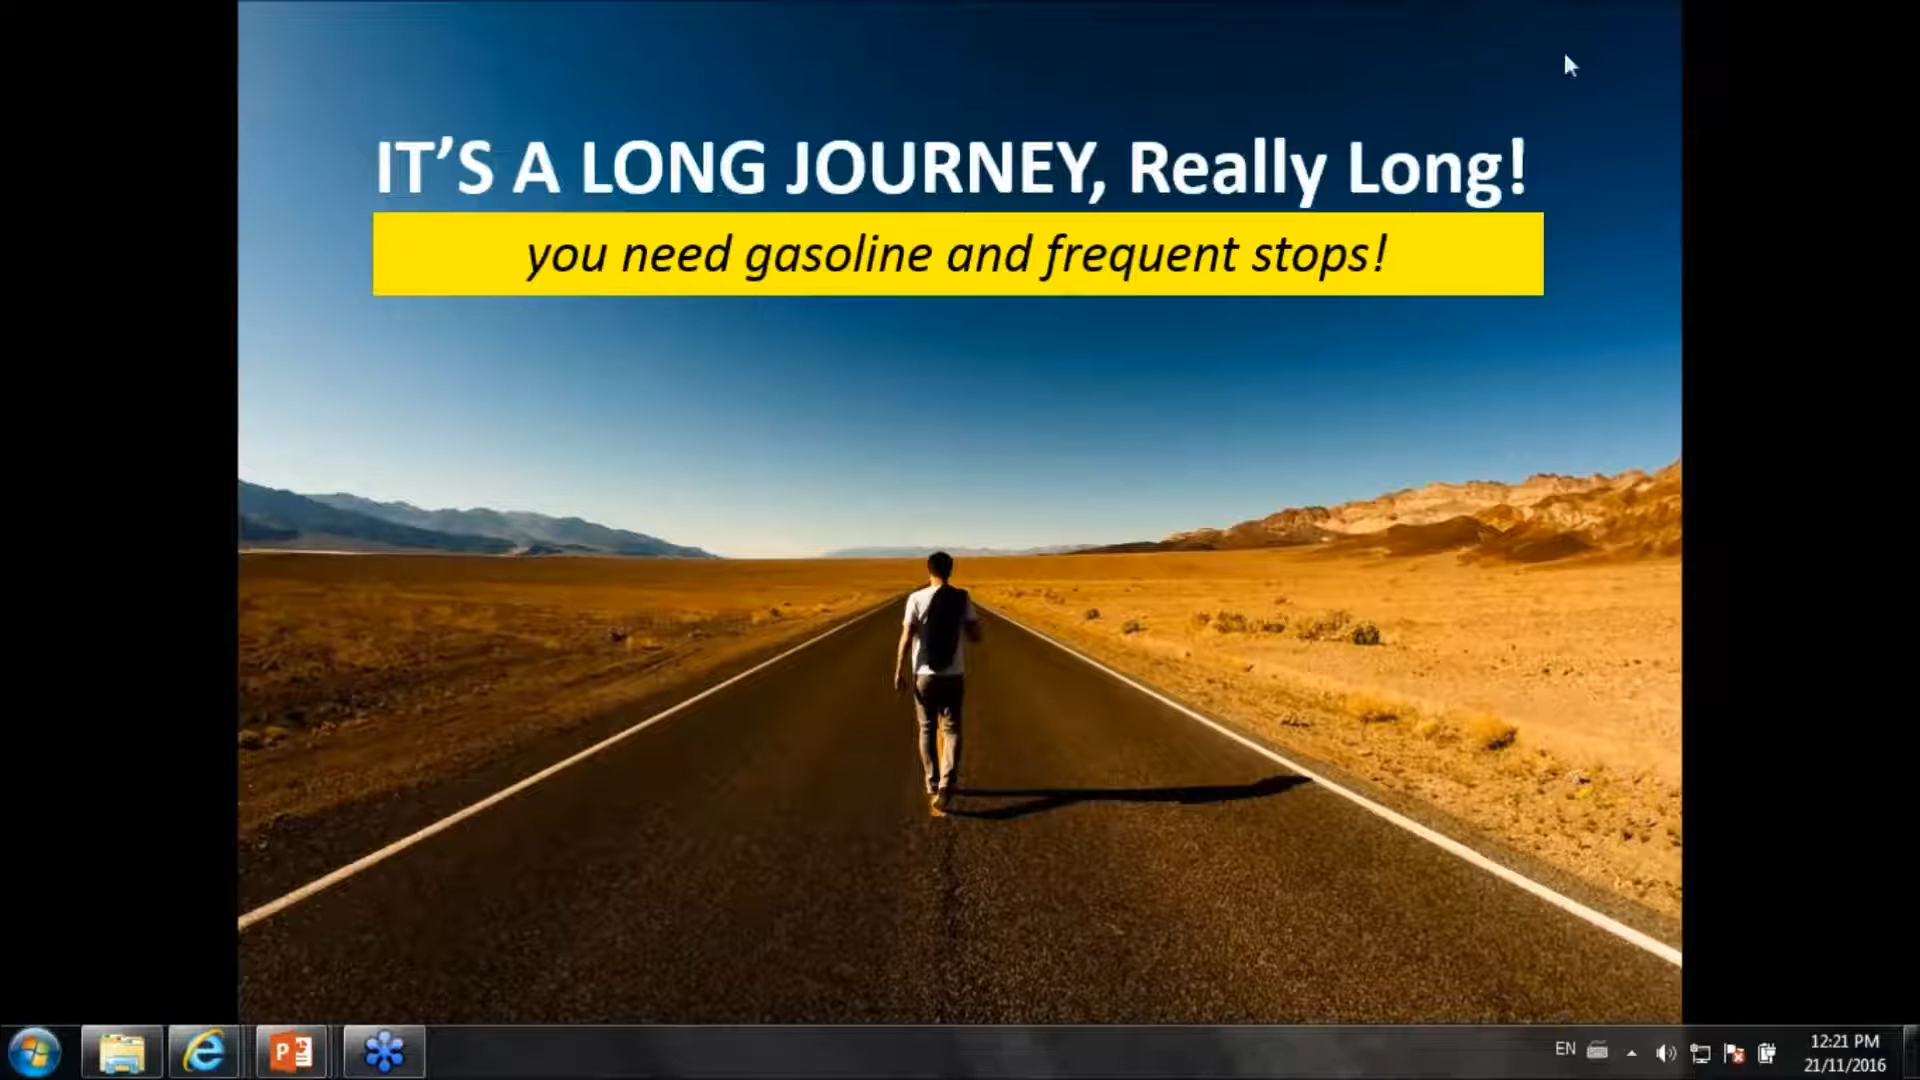 IT’S A LONG JOURNEY, Really Long!
you need gasoline and frequent stops!
EN
12:21 PM
21/11/2016